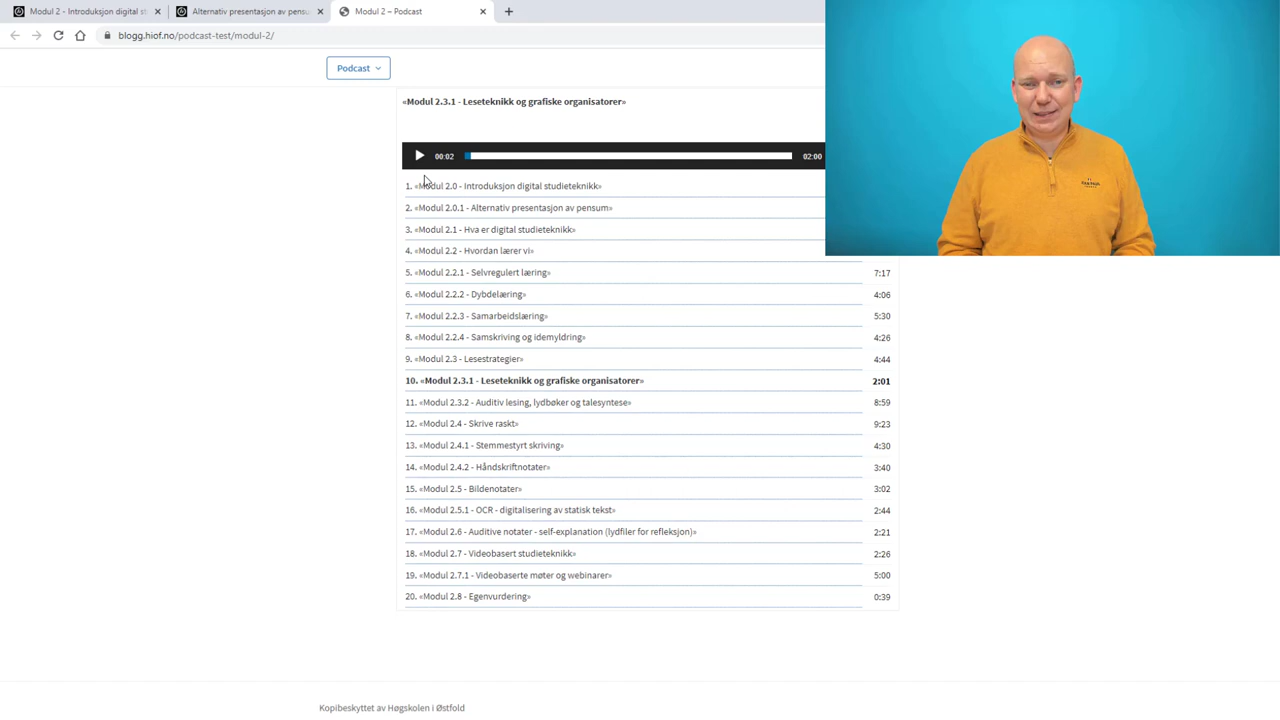 Modul 2 - Introduksjon digital st
Alternativ presentasjon av pensu
Modul 2 – Podcast
blogg.hiof.no/podcast-test/modul-2/
Podcast
«Modul 2.3.1 - Leseteknikk og grafiske organisatorer»
00:02
02:00
1. «Modul 2.0 - Introduksjon digital studieteknikk»
2. «Modul 2.0.1 - Alternativ presentasjon av pensum»
3. «Modul 2.1 - Hva er digital studieteknikk»
4. «Modul 2.2 - Hvordan lærer vi»
5. «Modul 2.2.1 - Selvregulert læring» 7:17
6. «Modul 2.2.2 - Dybdelæring» 4:06
7. «Modul 2.2.3 - Samarbeidslæring» 5:30
8. «Modul 2.2.4 - Samskriving og idemyldring» 4:26
9. «Modul 2.3 - Lesestrategier» 4:44
10. «Modul 2.3.1 - Leseteknikk og grafiske organisatorer» 2:01
11. «Modul 2.3.2 - Auditiv lesing, lydbøker og talesyntese» 8:59
12. «Modul 2.4 - Skrive raskt» 9:23
13. «Modul 2.4.1 - Stemmestyrt skriving» 4:30
14. «Modul 2.4.2 - Håndskriftnotater» 3:40
15. «Modul 2.5 - Bildenotater» 3:02
16. «Modul 2.5.1 - OCR - digitalisering av statisk tekst» 2:44
17. «Modul 2.6 - Auditive notater - self-explanation (lydfiler for refleksjon)» 2:21
18. «Modul 2.7 - Videobasert studieteknikk» 2:26
19. «Modul 2.7.1 - Videobaserte møter og webinarer» 5:00
20. «Modul 2.8 - Egenvurdering» 0:39
Kopibeskyttet av Høgskolen i Østfold